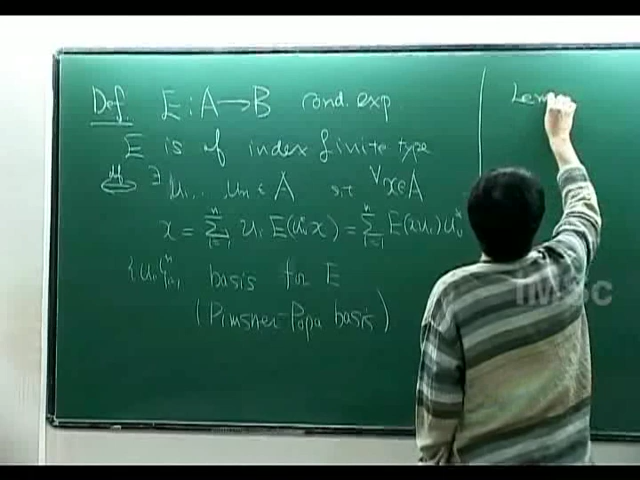 Def. E : A → B cond. exp.
E is of index finite type
⇔ df ∃ u₁, ... uₙ ∈ A s.t ∀x∈A
x = Σⁿᵢ₌₁ uᵢ E(uᵢ*x) = Σⁿᵢ₌₁ E(xuᵢ)uᵢ*
{uᵢ}ⁿᵢ₌₁ basis for E
(Pimsner-Popa basis)
Lem
IMSc